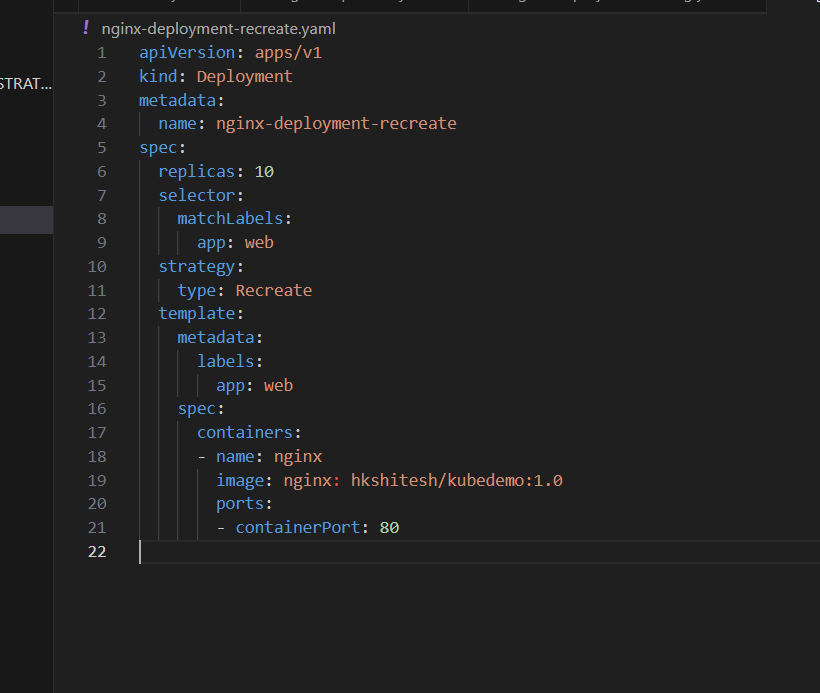 STRAT...
! nginx-deployment-recreate.yaml
1 apiVersion: apps/v1
2 kind: Deployment
3 metadata:
4   name: nginx-deployment-recreate
5 spec:
6   replicas: 10
7   selector:
8     matchLabels:
9       app: web
10   strategy:
11     type: Recreate
12   template:
13     metadata:
14       labels:
15         app: web
16     spec:
17       containers:
18       - name: nginx
19         image: nginx: hkshitesh/kubedemo:1.0
20         ports:
21         - containerPort: 80
22